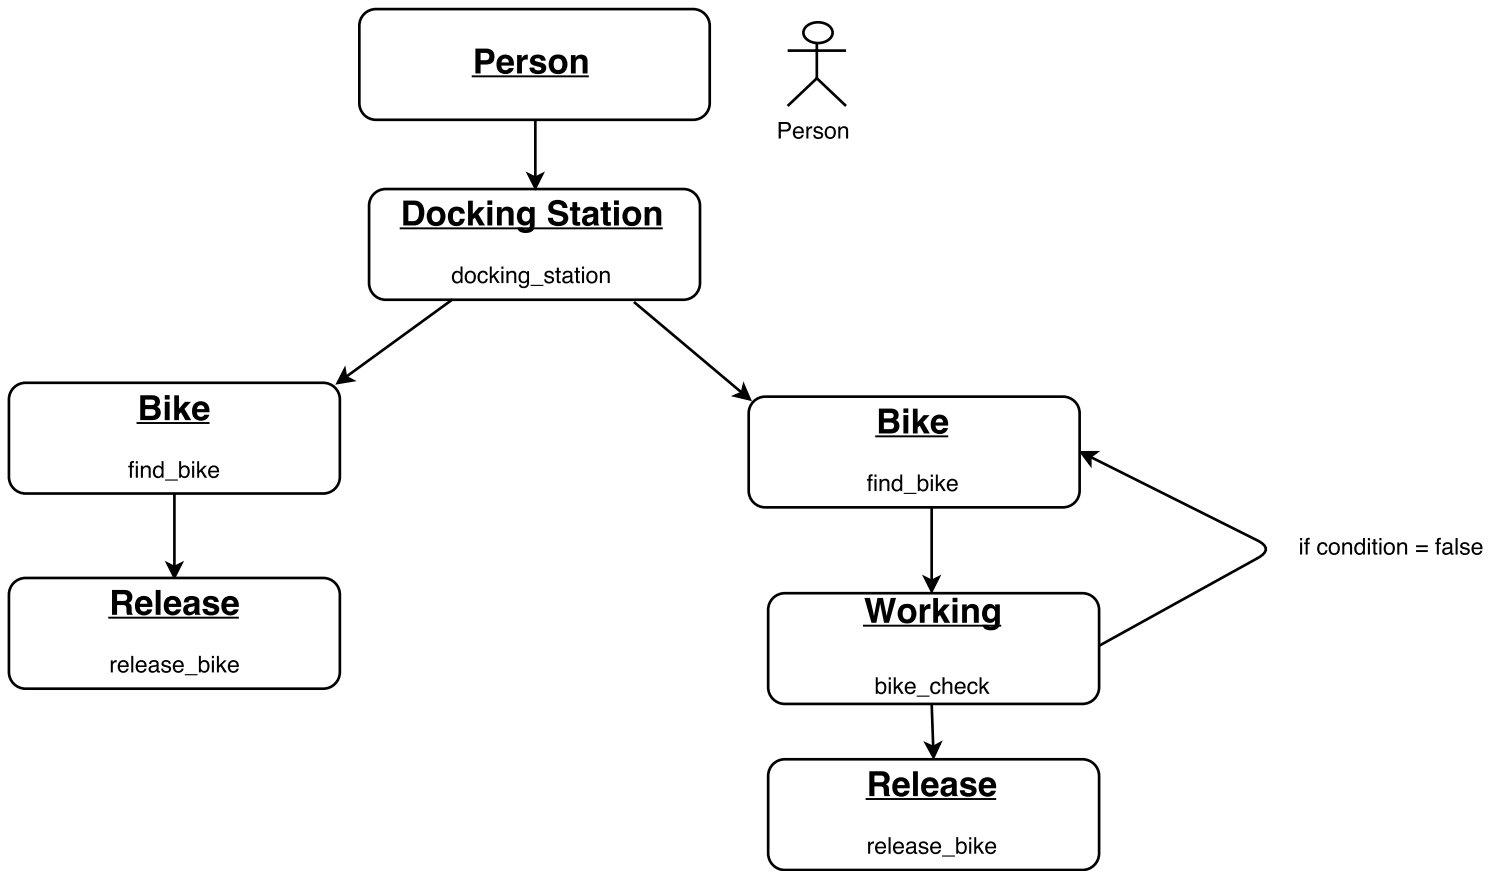 Person
Person
Docking Station
docking_station
Bike
find_bike
Bike
find_bike
if condition = false
Release
release_bike
Working
bike_check
Release
release_bike